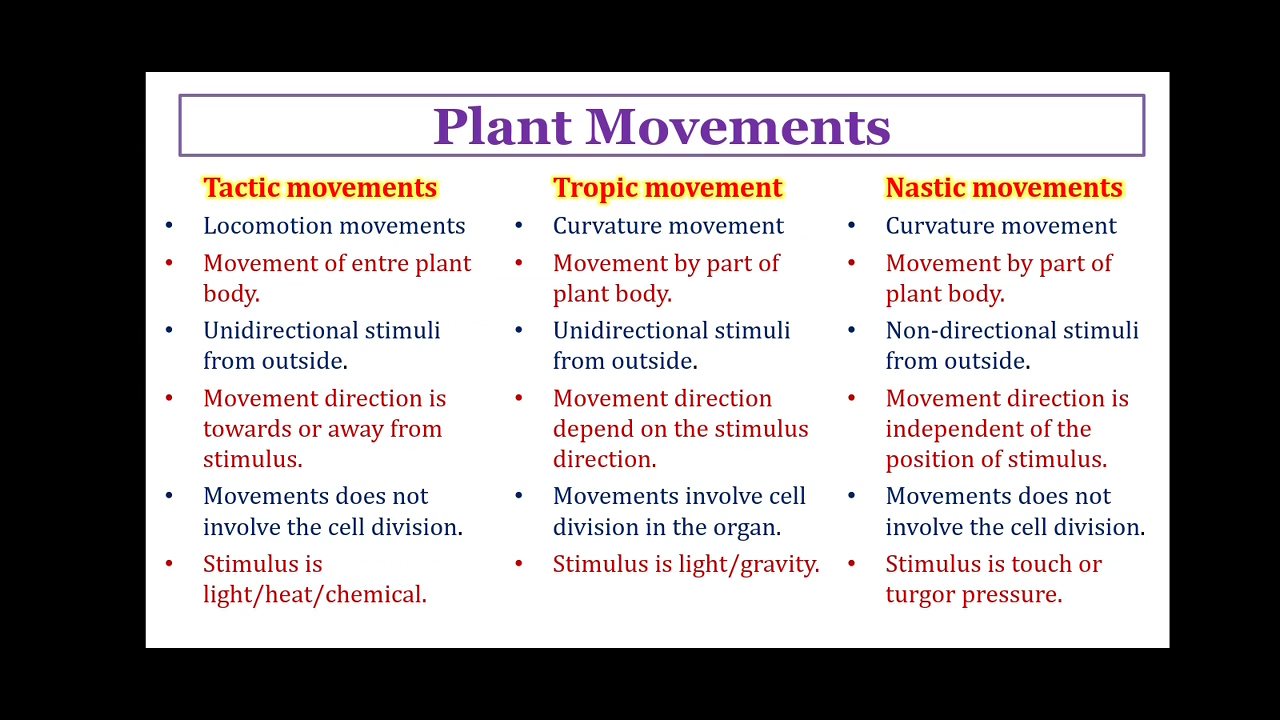 Plant Movements
Tactic movements
• Locomotion movements
• Movement of entre plant
body.
• Unidirectional stimuli
from outside.
• Movement direction is
towards or away from
stimulus.
• Movements does not
involve the cell division.
• Stimulus is
light/heat/chemical.
Tropic movement
• Curvature movement
• Movement by part of
plant body.
• Unidirectional stimuli
from outside.
• Movement direction
depend on the stimulus
direction.
• Movements involve cell
division in the organ.
• Stimulus is light/gravity.
Nastic movements
• Curvature movement
• Movement by part of
plant body.
• Non-directional stimuli
from outside.
• Movement direction is
independent of the
position of stimulus.
• Movements does not
involve the cell division.
• Stimulus is touch or
turgor pressure.